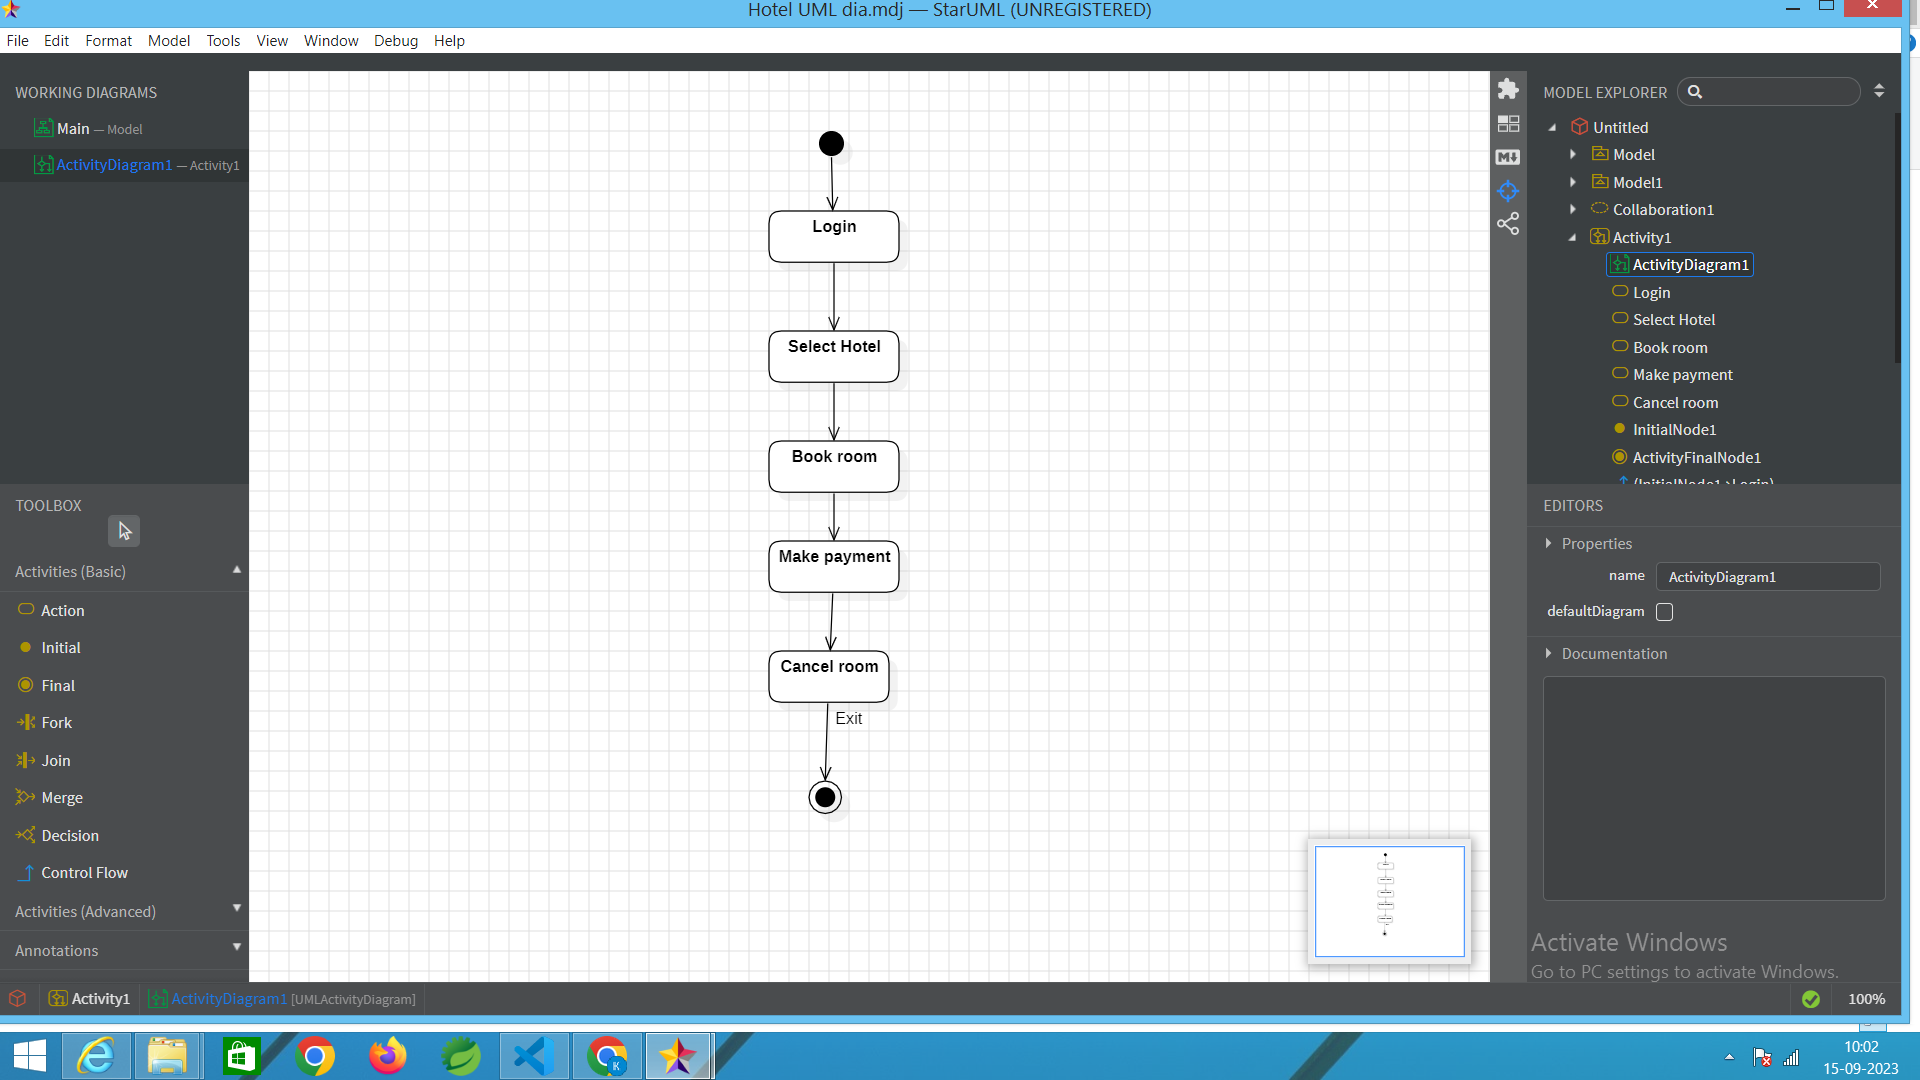 Hotel UML dia.mdj — StarUML (UNREGISTERED)
File Edit Format Model Tools View Window Debug Help
WORKING DIAGRAMS
Main — Model
ActivityDiagram1 — Activity1
TOOLBOX
Activities (Basic)
Action
Initial
Final
Fork
Join
Merge
Decision
Control Flow
Activities (Advanced)
Annotations
Login
Select Hotel
Book room
Make payment
Cancel room
Exit
MODEL EXPLORER
Untitled
Model
Model1
Collaboration1
Activity1
ActivityDiagram1
Login
Select Hotel
Book room
Make payment
Cancel room
InitialNode1
ActivityFinalNode1
(InitialNode1→Login)
EDITORS
Properties
name ActivityDiagram1
defaultDiagram
Documentation
Activate Windows
Go to PC settings to activate Windows.
Activity1 ActivityDiagram1 [UMLActivityDiagram]
100%
10:02
15-09-2023